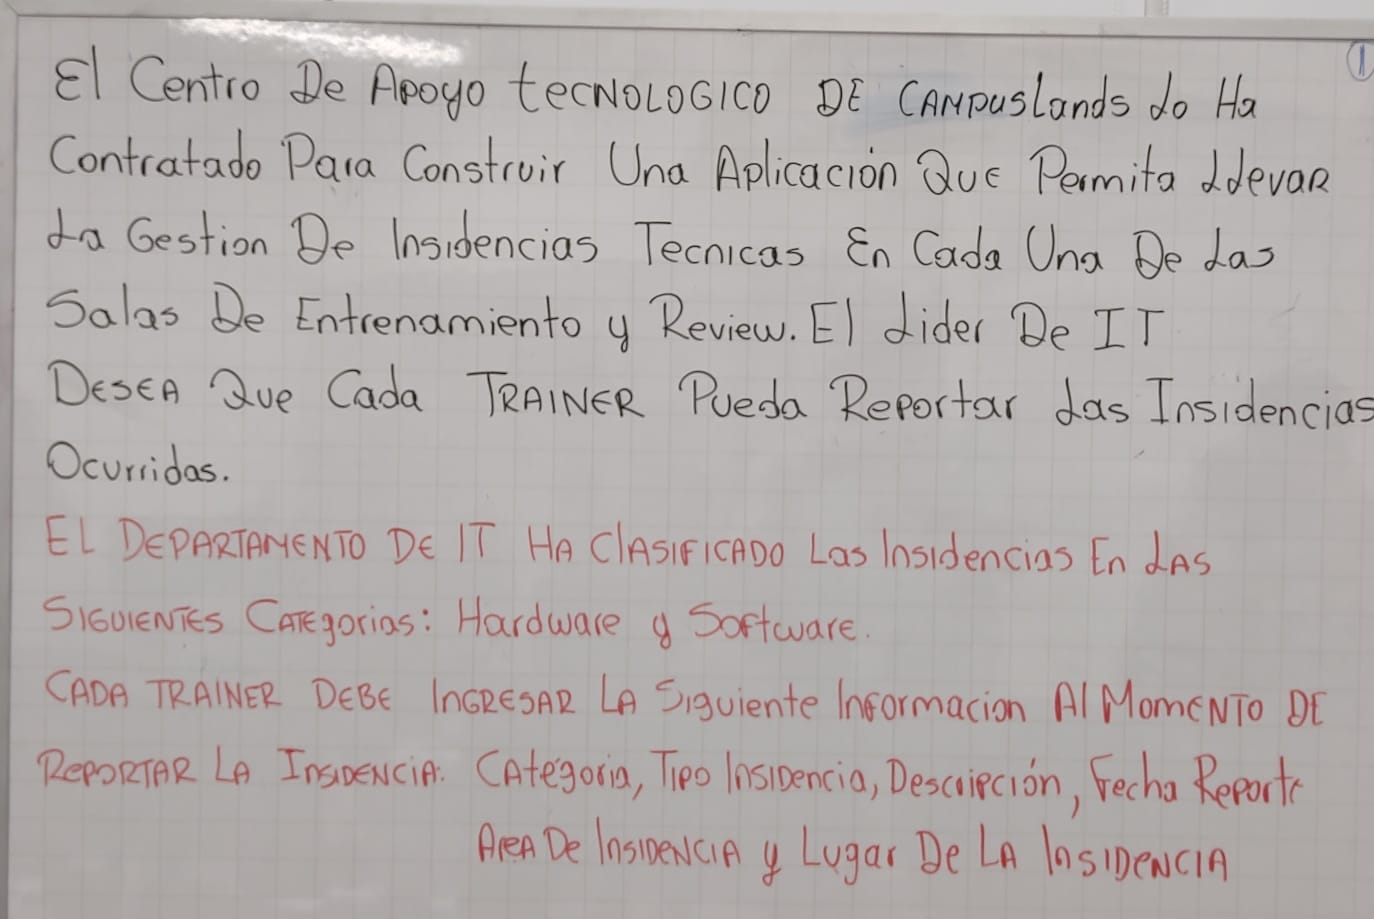 1
El Centro De Apoyo tecNOLOGICO DE CAMPUSLands Lo Ha
Contratado Para Construir Una Aplicación Que Permita LLevar
La Gestion De Insidencias Tecnicas En Cada Una De Las
Salas De Entrenamiento y Review. El Lider De IT
DESEA Que Cada TRAINER Pueda Reportar Las Insidencias
Ocurridas.
EL DEPARTAMENTO DE IT HA ClASIFICADO Las Insidencias En LAS
SIGUIENTES CATEgorias: Hardware y Software.
CADA TRAINER DEBE INGRESAR LA Siguiente Informacion Al MomeNTO DE
REPORTAR LA INSIDENCIA: CAtegoria, Tipo InsiDencia, Descripción, Fecha Reporte
AreA De InsiDeNCIA y Lugar De LA InSIDENCIA